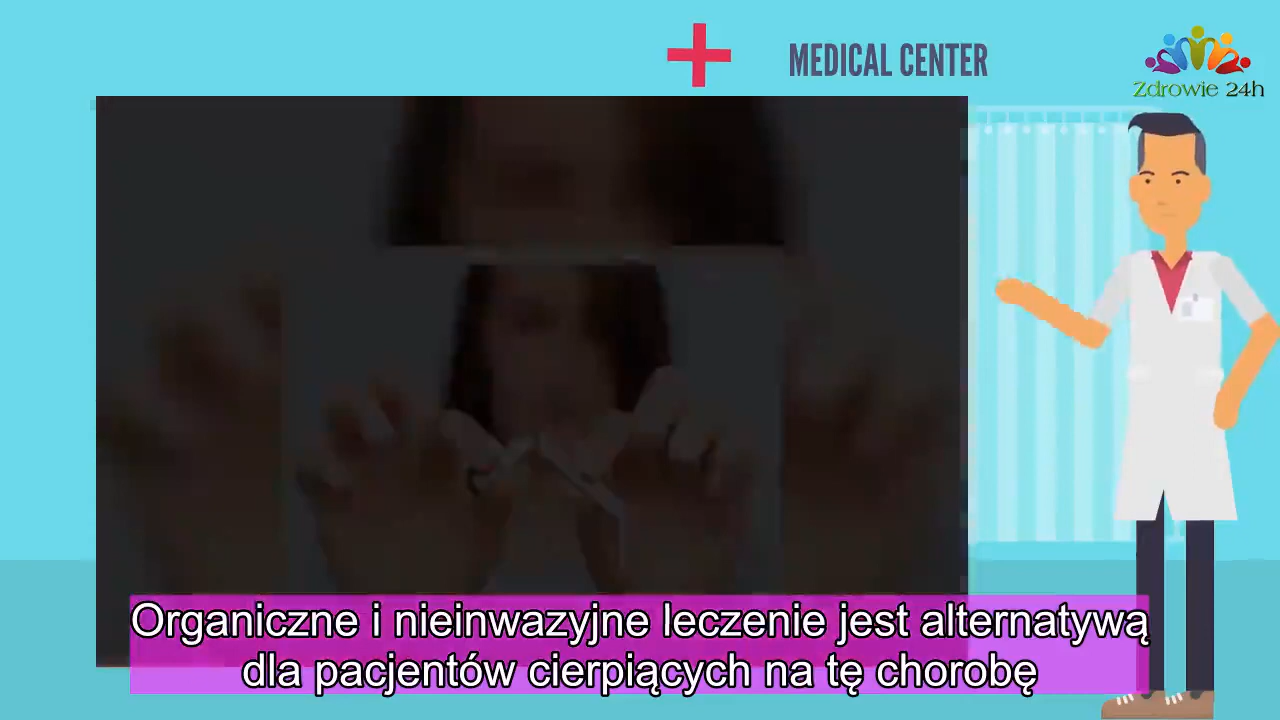 MEDICAL CENTER
Zdrowie 24h
Organiczne i nieinwazyjne leczenie jest alternatywą
dla pacjentów cierpiących na tę chorobę